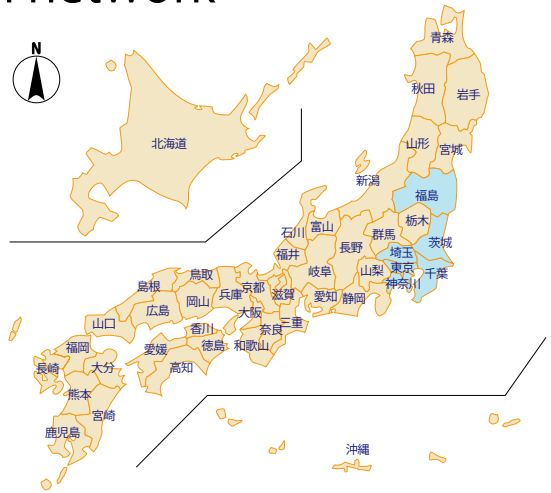 network
N
青森
秋田
岩手
北海道
山形
宮城
新潟
福島
栃木
石川
富山
群馬
茨城
福井
長野
埼玉
岐阜
山梨
東京
千葉
神奈川
鳥取
島根
京都
滋賀
兵庫
愛知
静岡
岡山
広島
大阪
三重
山口
香川
奈良
徳島
和歌山
福岡
愛媛
長崎
大分
高知
熊本
宮崎
鹿児島
沖縄